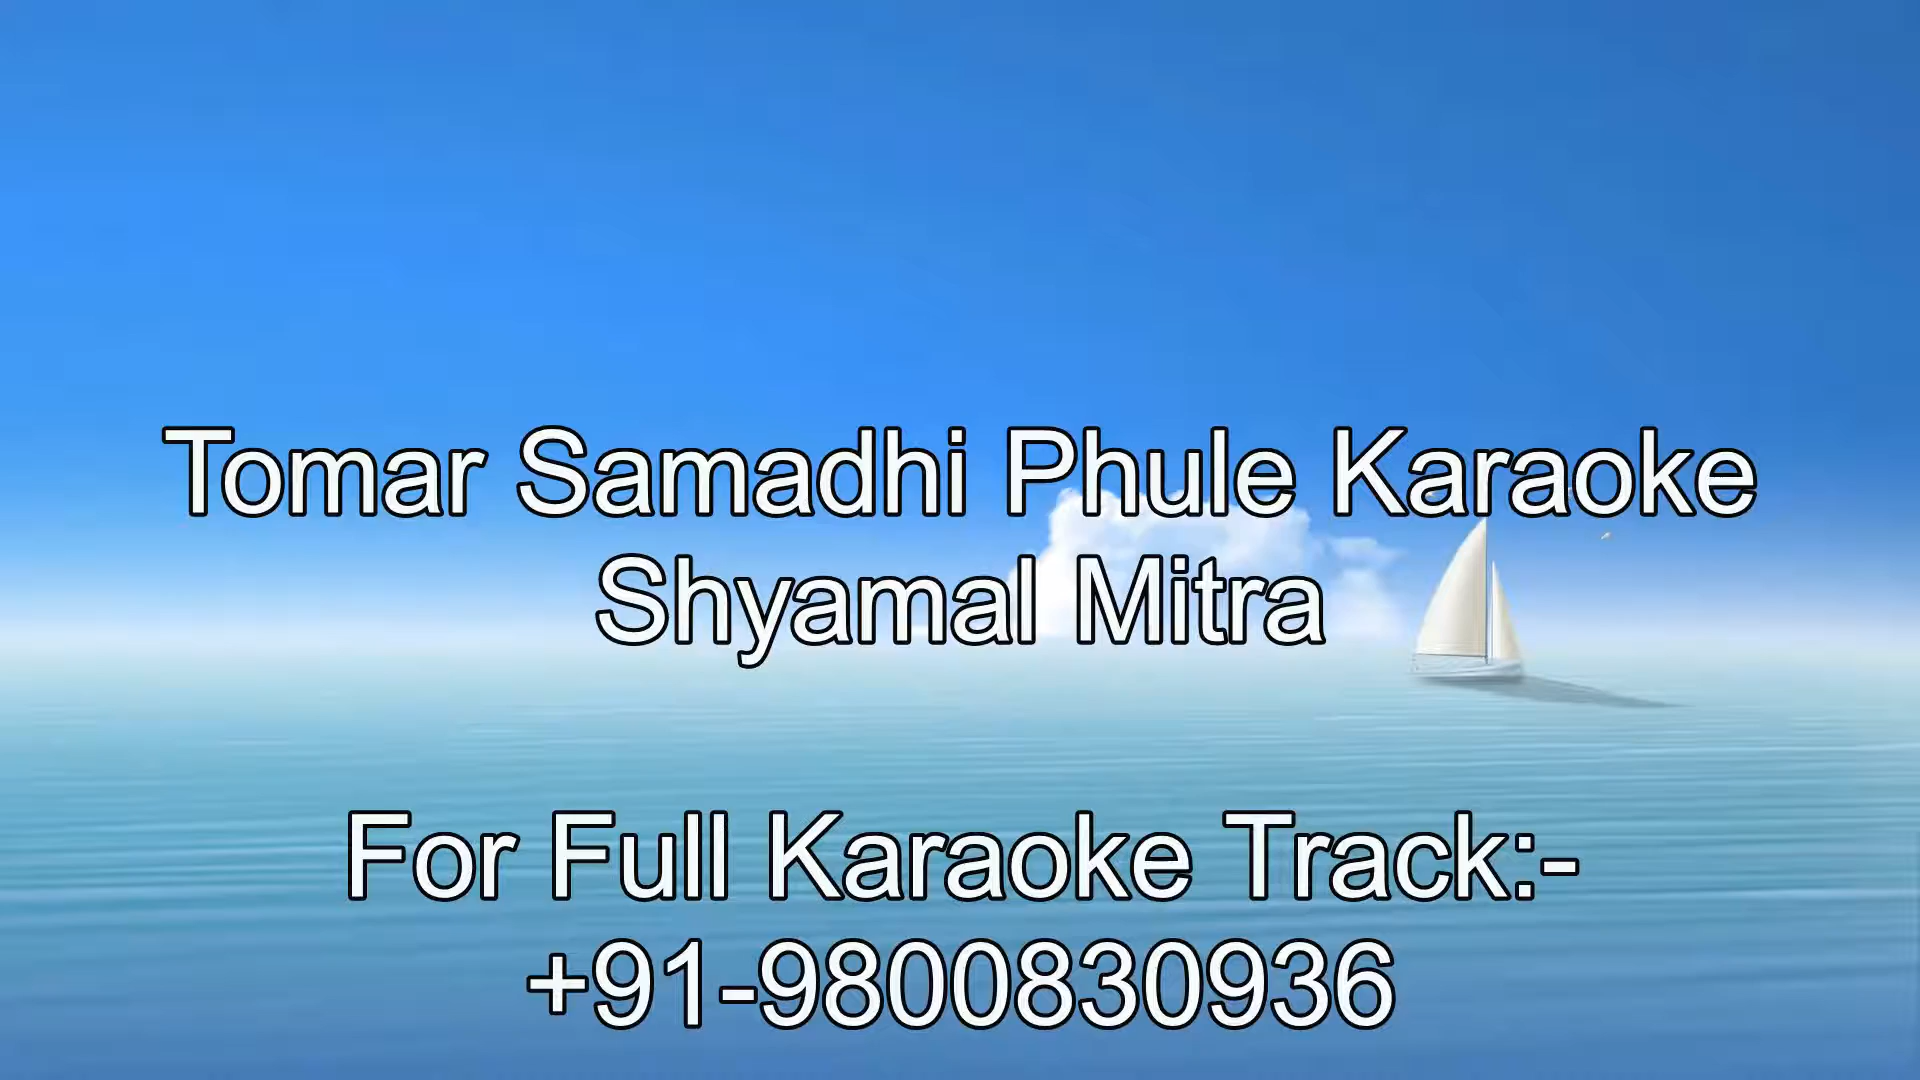 Tomar Samadhi Phule Karaoke
Shyamal Mitra
For Full Karaoke Track:-
+91-9800830936